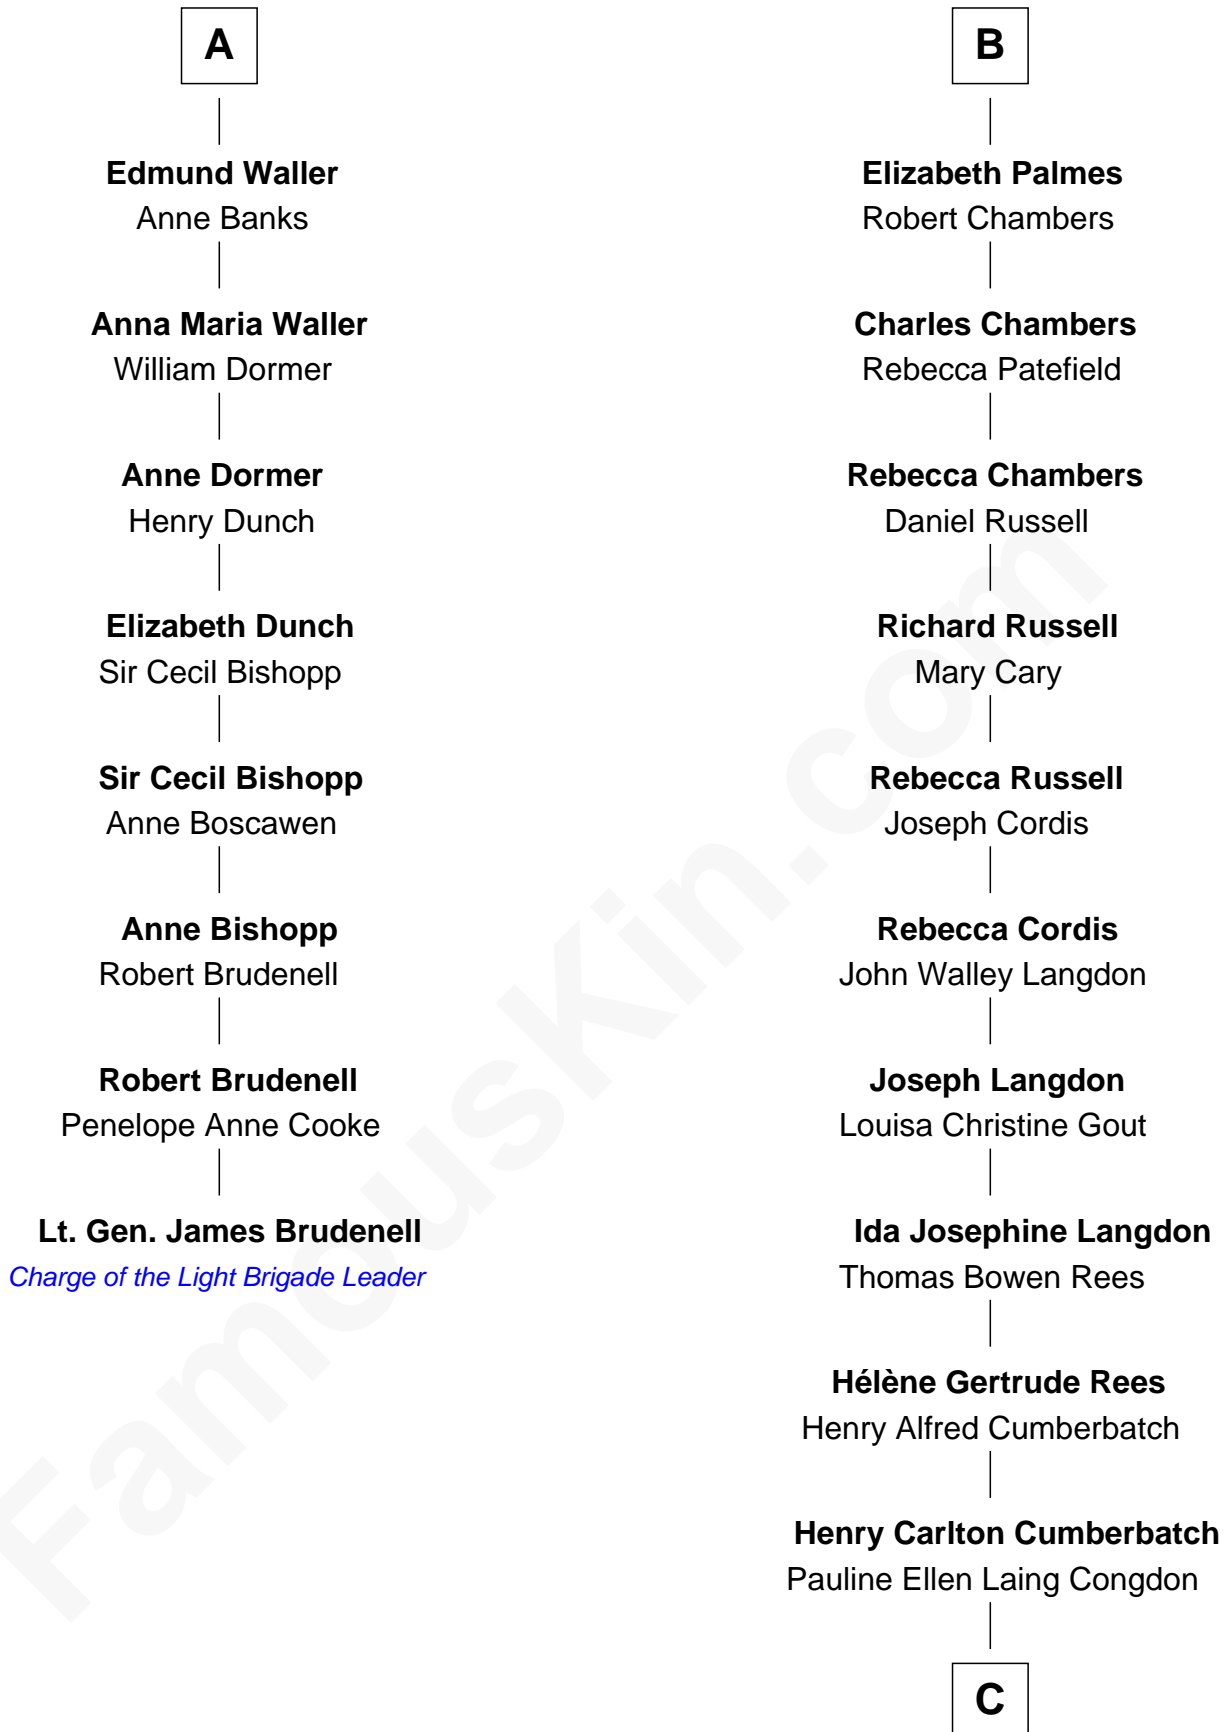 A
Edmund Waller
Anne Banks
Anna Maria Waller
William Dormer
Anne Dormer
Henry Dunch
Elizabeth Dunch
Sir Cecil Bishopp
Sir Cecil Bishopp
Anne Boscawen
Anne Bishopp
Robert Brudenell
Robert Brudenell
Penelope Anne Cooke
Lt. Gen. James Brudenell
Charge of the Light Brigade Leader
B
Elizabeth Palmes
Robert Chambers
Charles Chambers
Rebecca Patefield
Rebecca Chambers
Daniel Russell
Richard Russell
Mary Cary
Rebecca Russell
Joseph Cordis
Rebecca Cordis
John Walley Langdon
Joseph Langdon
Louisa Christine Gout
Ida Josephine Langdon
Thomas Bowen Rees
Hélène Gertrude Rees
Henry Alfred Cumberbatch
Henry Carlton Cumberbatch
Pauline Ellen Laing Congdon
C
FamousKin.com